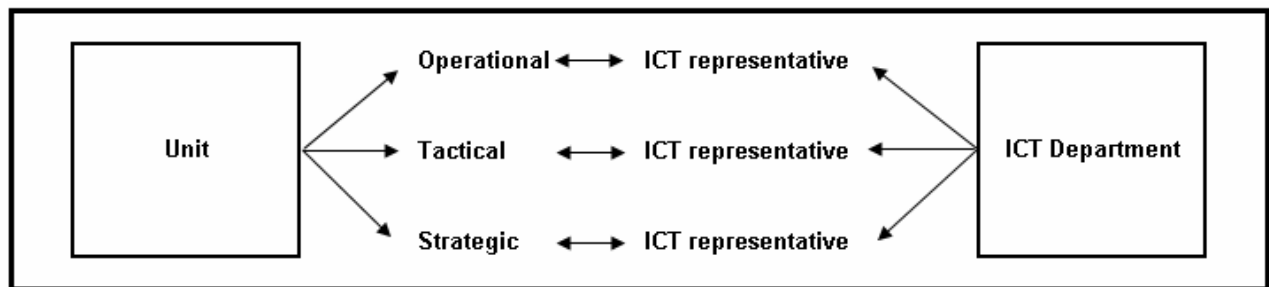 Operational ICT representative
Unit Tactical ICT representative ICT Department
Strategic ICT representative